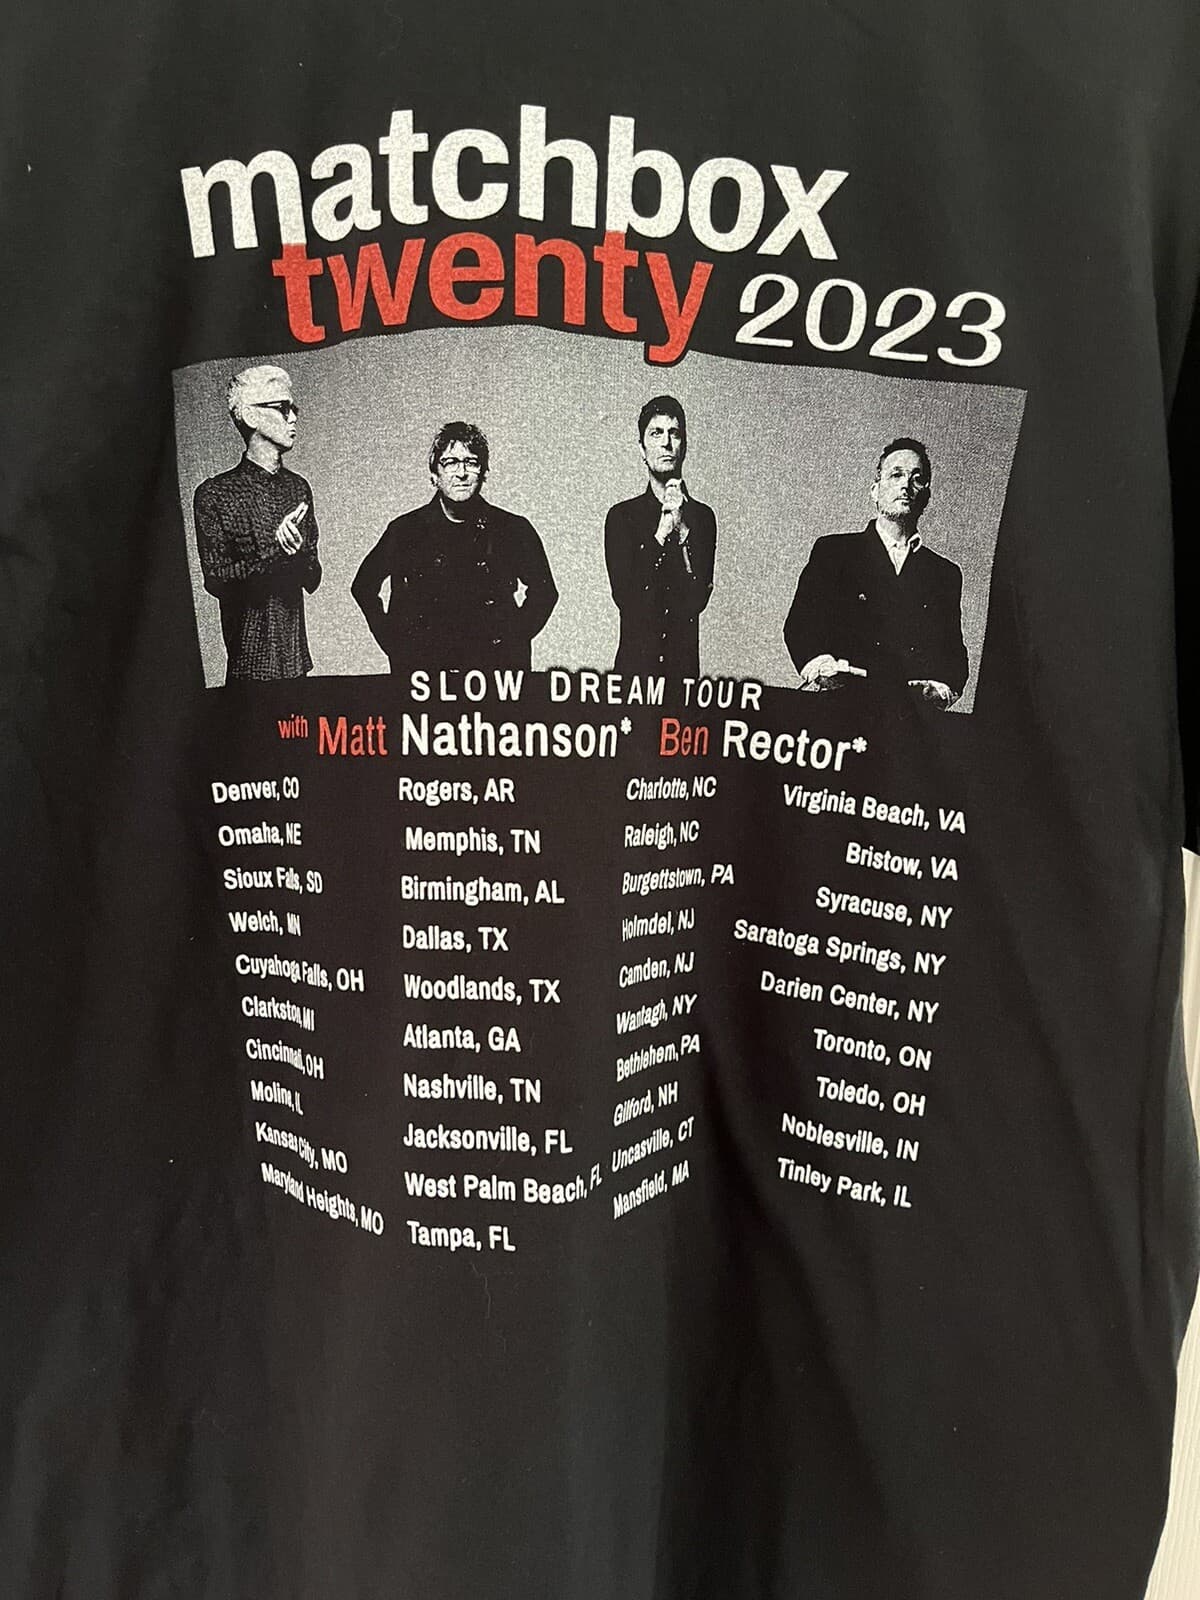 matchbox
twenty 2023
SLOW DREAM TOUR
with Matt Nathanson* Ben Rector*
Denver, CO
Omaha, NE
Sioux Falls, SD
Welch, MN
Cuyahoga Falls, OH
Clarkston, MI
Cincinnati, OH
Moline, IL
Kansas City, MO
Maryland Heights, MO
Rogers, AR
Memphis, TN
Birmingham, AL
Dallas, TX
Woodlands, TX
Atlanta, GA
Nashville, TN
Jacksonville, FL
West Palm Beach, FL
Tampa, FL
Charlotte, NC
Raleigh, NC
Burgettstown, PA
Holmdel, NJ
Camden, NJ
Wantagh, NY
Bethlehem, PA
Gilford, NH
Uncasville, CT
Mansfield, MA
Virginia Beach, VA
Bristow, VA
Syracuse, NY
Saratoga Springs, NY
Darien Center, NY
Toronto, ON
Toledo, OH
Noblesville, IN
Tinley Park, IL